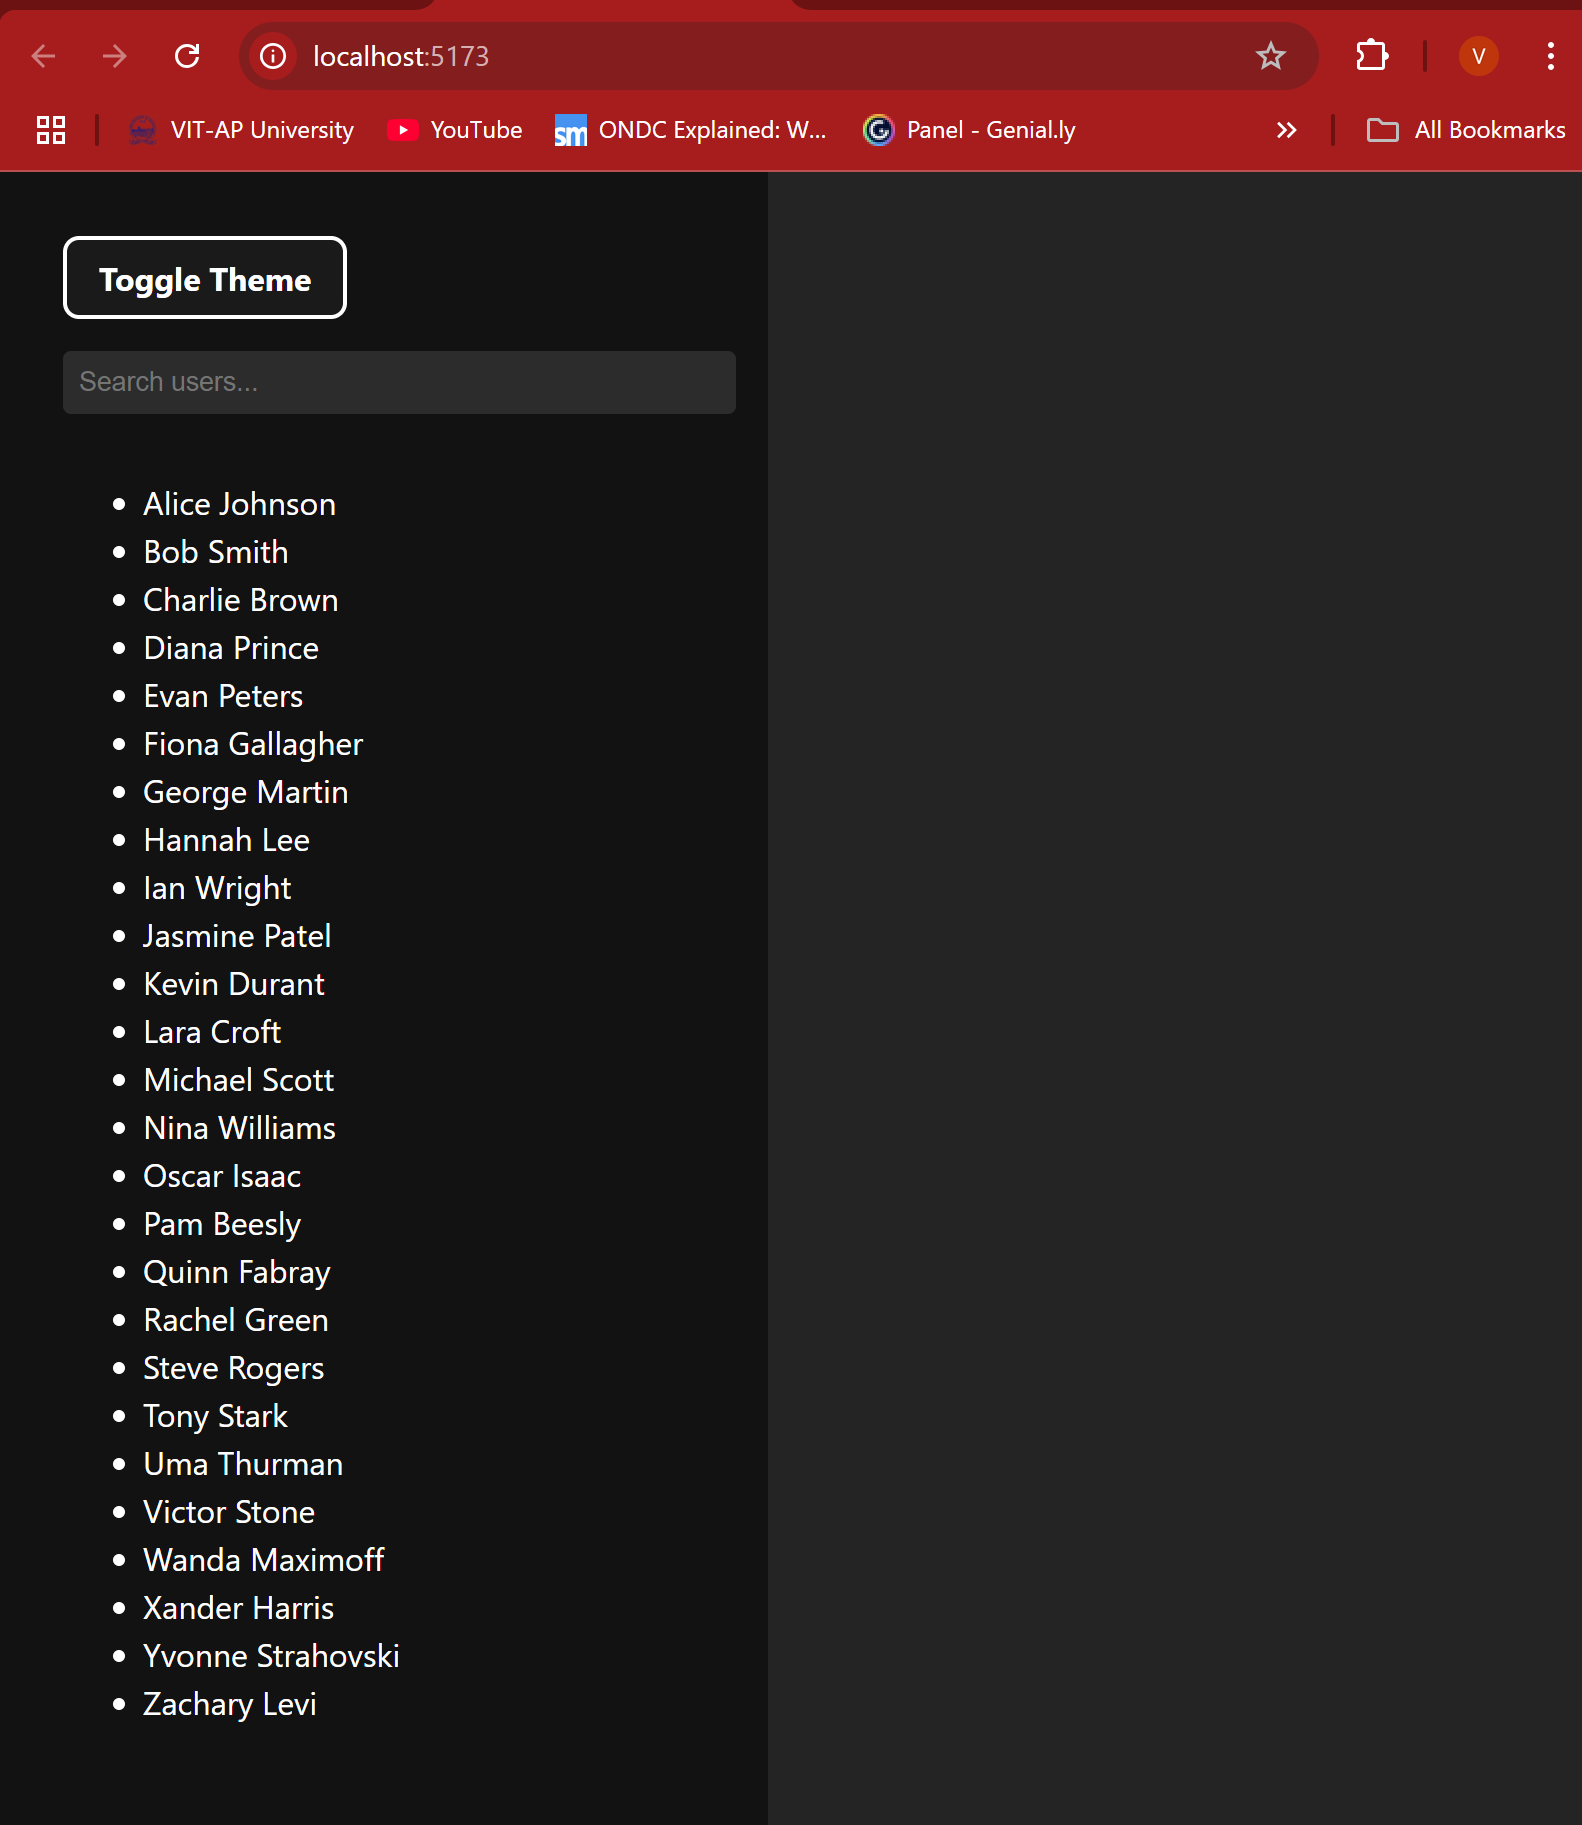 localhost:5173
V
VIT-AP University
YouTube
sm
ONDC Explained: W...
G
Panel - Genial.ly
All Bookmarks
Toggle Theme
Search users...
Alice Johnson
Bob Smith
Charlie Brown
Diana Prince
Evan Peters
Fiona Gallagher
George Martin
Hannah Lee
Ian Wright
Jasmine Patel
Kevin Durant
Lara Croft
Michael Scott
Nina Williams
Oscar Isaac
Pam Beesly
Quinn Fabray
Rachel Green
Steve Rogers
Tony Stark
Uma Thurman
Victor Stone
Wanda Maximoff
Xander Harris
Yvonne Strahovski
Zachary Levi